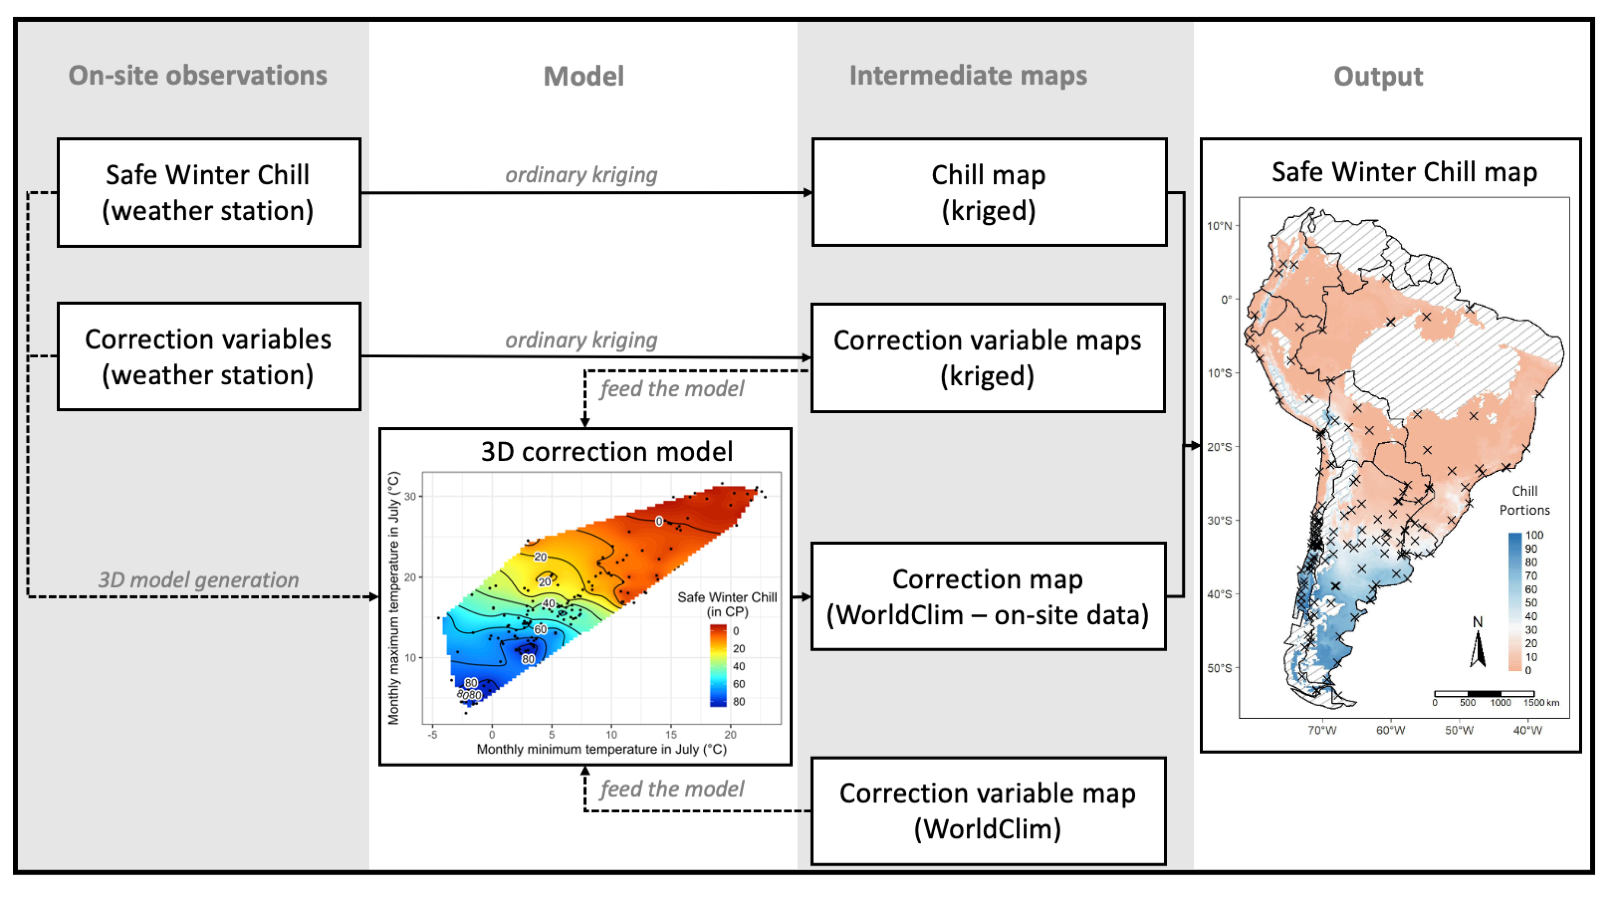 On-site observations
Model
Intermediate maps
Output
Safe Winter Chill
(weather station)
ordinary kriging
Chill map
(kriged)
Safe Winter Chill map
Correction variables
(weather station)
ordinary kriging
Correction variable maps
(kriged)
feed the model
3D correction model
3D model generation
Monthly maximum temperature in July (°C)
30
20
10
0
20
20
40
60
80
80
80
80
-5
0
5
10
15
20
Monthly minimum temperature in July (°C)
Safe Winter Chill
(in CP)
0
20
40
60
80
Correction map
(WorldClim – on-site data)
feed the model
Correction variable map
(WorldClim)
10°N
0°
10°S
20°S
30°S
40°S
50°S
70°W
60°W
50°W
40°W
Chill
Portions
100
90
80
70
60
50
40
30
20
10
0
N
0
500
1000
1500 km